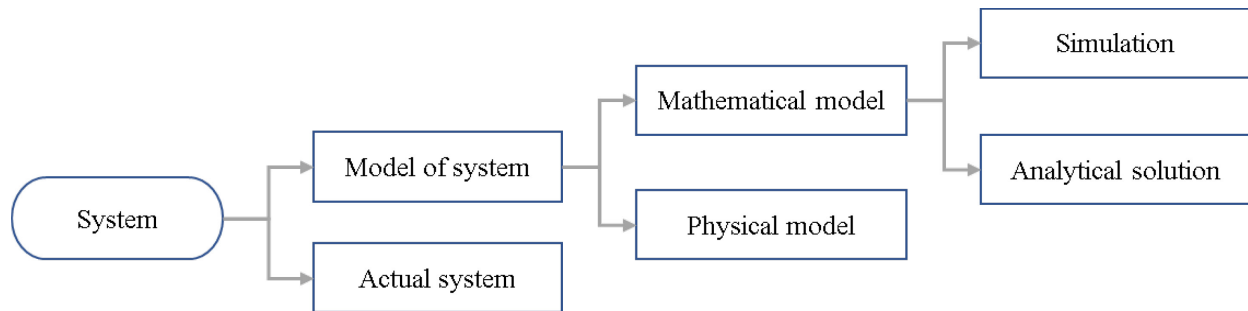 Simulation
Mathematical model
Model of system
Analytical solution
System
Physical model
Actual system